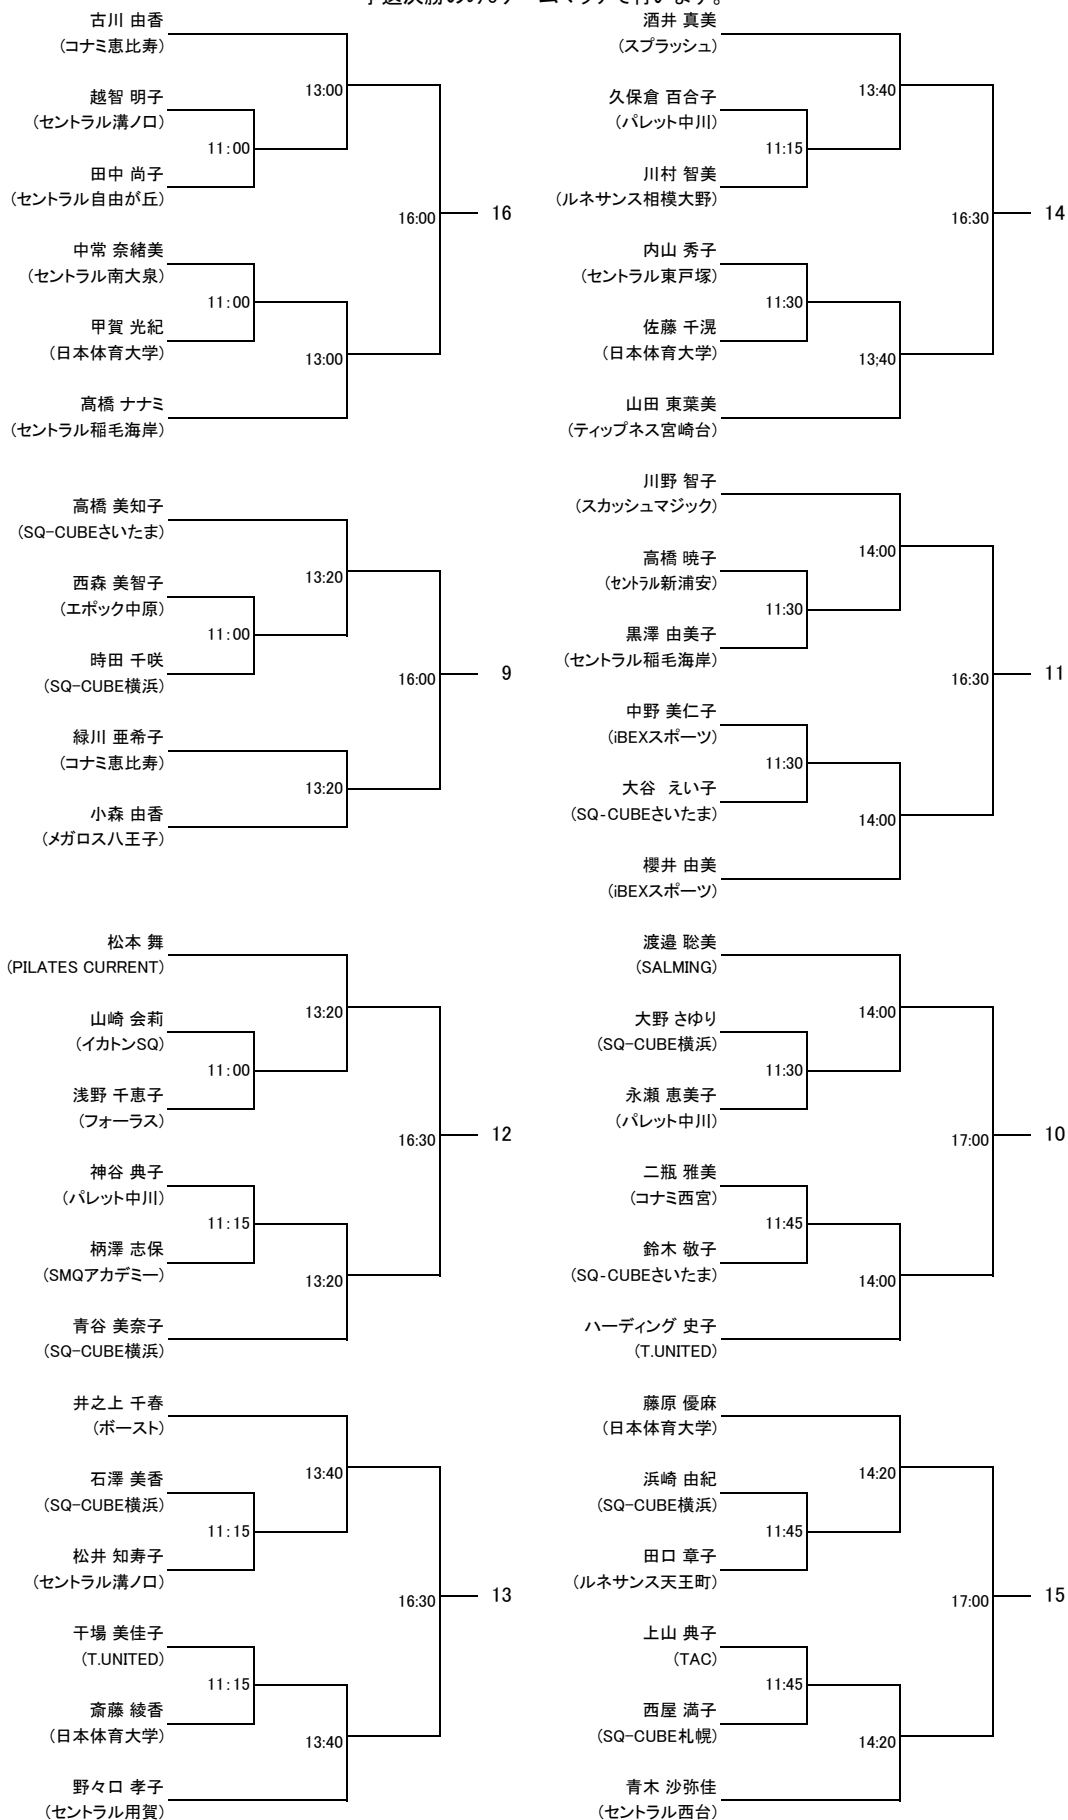 予選決勝のみ5ゲームマッチで行います。
古川 由香
(コナミ恵比寿)
13:00
越智 明子
(セントラル溝ノ口)
11:00
田中 尚子
(セントラル自由が丘)
16:00
16
中常 奈緒美
(セントラル南大泉)
11:00
甲賀 光紀
(日本体育大学)
13:00
髙橋 ナナミ
(セントラル稲毛海岸)
高橋 美知子
(SQ-CUBEさいたま)
13:20
西森 美智子
(エポック中原)
11:00
時田 千咲
(SQ-CUBE横浜)
16:00
9
緑川 亜希子
(コナミ恵比寿)
13:20
小森 由香
(メガロス八王子)
松本 舞
(PILATES CURRENT)
13:20
山崎 会莉
(イカトンSQ)
11:00
浅野 千恵子
(フォーラス)
16:30
12
神谷 典子
(パレット中川)
11:15
柄澤 志保
(SMQアカデミー)
13:20
青谷 美奈子
(SQ-CUBE横浜)
井之上 千春
(ボースト)
13:40
石澤 美香
(SQ-CUBE横浜)
11:15
松井 知寿子
(セントラル溝ノ口)
16:30
13
干場 美佳子
(T.UNITED)
11:15
斎藤 綾香
(日本体育大学)
13:40
野々口 孝子
(セントラル用賀)
酒井 真美
(スプラッシュ)
13:40
久保倉 百合子
(パレット中川)
11:15
川村 智美
(ルネサンス相模大野)
16:30
14
内山 秀子
(セントラル東戸塚)
11:30
佐藤 千滉
(日本体育大学)
13;40
山田 東葉美
(ティップネス宮崎台)
川野 智子
(スカッシュマジック)
14:00
高橋 暁子
(セントラル新浦安)
11:30
黒澤 由美子
(セントラル稲毛海岸)
16:30
11
中野 美仁子
(iBEXスポーツ)
11:30
大谷　えい子
(SQ-CUBEさいたま)
14:00
櫻井 由美
(iBEXスポーツ)
渡邉 聡美
(SALMING)
14:00
大野 さゆり
(SQ-CUBE横浜)
11:30
永瀬 恵美子
(パレット中川)
17:00
10
二瓶 雅美
(コナミ西宮)
11:45
鈴木 敬子
(SQ-CUBEさいたま)
14:00
ハーディング 史子
(T.UNITED)
藤原 優麻
(日本体育大学)
14:20
浜崎 由紀
(SQ-CUBE横浜)
11:45
田口 章子
(ルネサンス天王町)
17:00
15
上山 典子
(TAC)
11:45
西屋 満子
(SQ-CUBE札幌)
14:20
青木 沙弥佳
(セントラル西台)